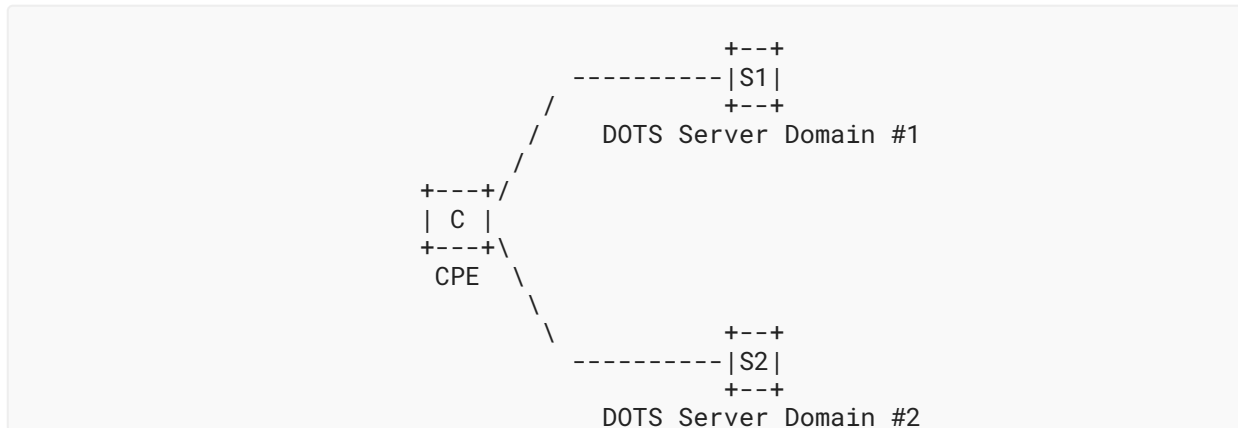 +--+
                 ----------|S1|
               /           +--+
              /    DOTS Server Domain #1
             /
       +---+/
       | C |
       +---+\
        CPE  \
              \
               \           +--+
                 ----------|S2|
                           +--+
                   DOTS Server Domain #2